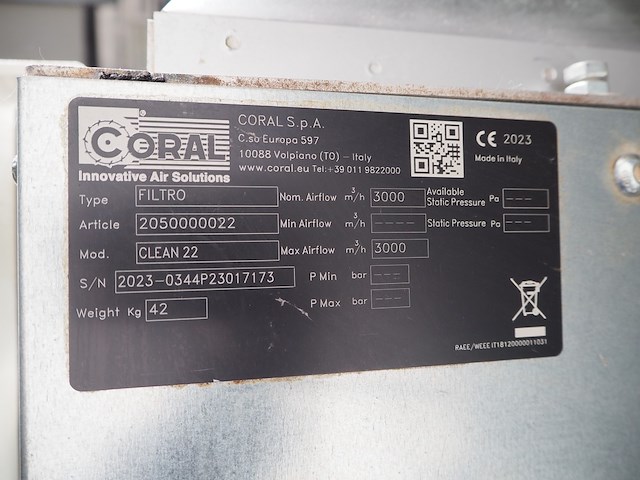 CORAL
Innovative Air Solutions
CORAL S.p.A.
C.so Europa 597
10088 Volpiano (TO) - Italy
www.coral.eu Tel:+39 011 9822000
CE 2023
Made in Italy
Type FILTRO Nom. Airflow m³/h 3000 Available Static Pressure Pa ---
Article 2050000022 Min Airflow m³/h ---- Static Pressure Pa ---
Mod. CLEAN 22 Max Airflow m³/h 3000
S/N 2023-0344P23017173 P Min bar ---
Weight Kg 42 P Max bar ---
RAEE/WEEE IT18120000011031